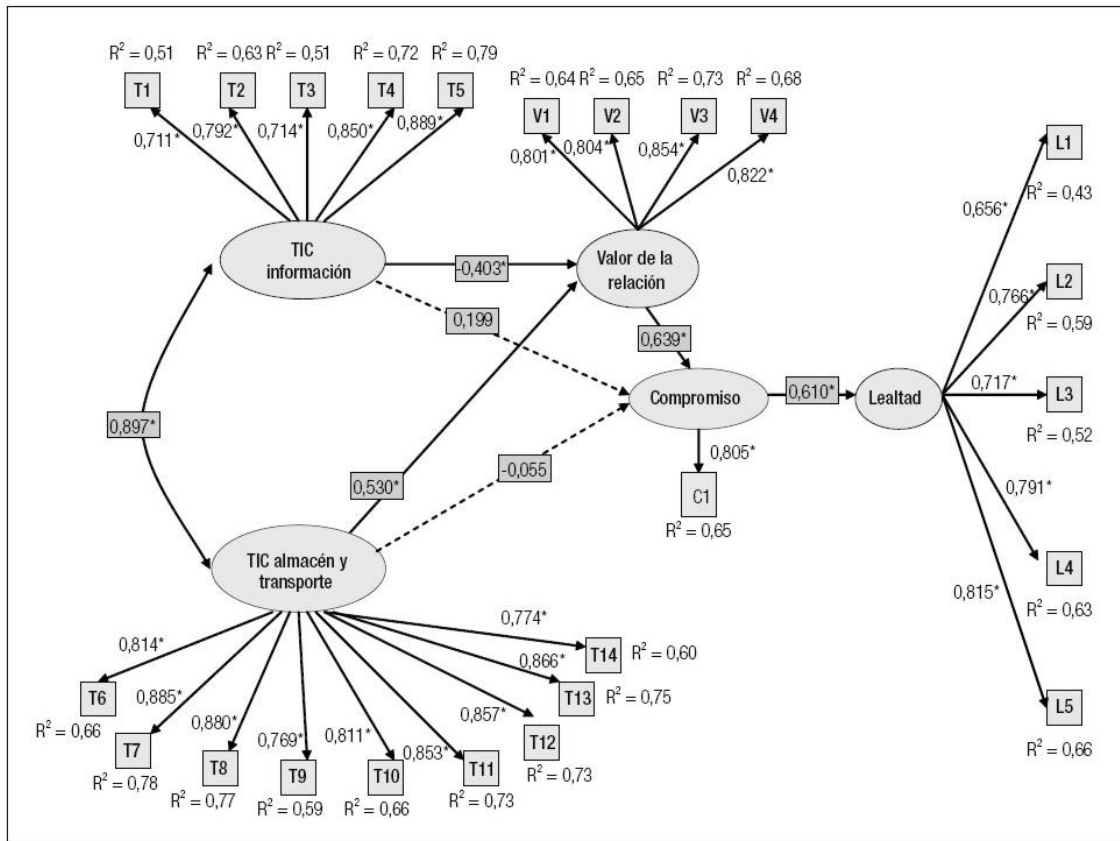 R² = 0,51 R² = 0,63 R² = 0,51 R² = 0,72 R² = 0,79
T1 T2 T3 T4 T5
0,711* 0,792* 0,714* 0,850* 0,889*
R² = 0,64 R² = 0,65 R² = 0,73 R² = 0,68
V1 V2 V3 V4
0,801* 0,804* 0,854* 0,822*
TIC
información
-0,403*
Valor de la
relación
0,199
0,639*
0,897*
Compromiso
0,610*
Lealtad
0,530*
-0,055
0,805*
C1
R² = 0,65
L1
0,656*
R² = 0,43
L2
0,766*
R² = 0,59
0,717*
L3
R² = 0,52
0,791*
L4
R² = 0,63
0,815*
L5
R² = 0,66
TIC almacén y
transporte
0,814*
T6
R² = 0,66
0,885*
T7
R² = 0,78
0,880*
T8
R² = 0,77
0,769*
T9
R² = 0,59
0,811*
T10
R² = 0,66
0,853*
T11
R² = 0,73
0,857*
T12
R² = 0,73
0,866*
T13
R² = 0,75
0,774*
T14
R² = 0,60